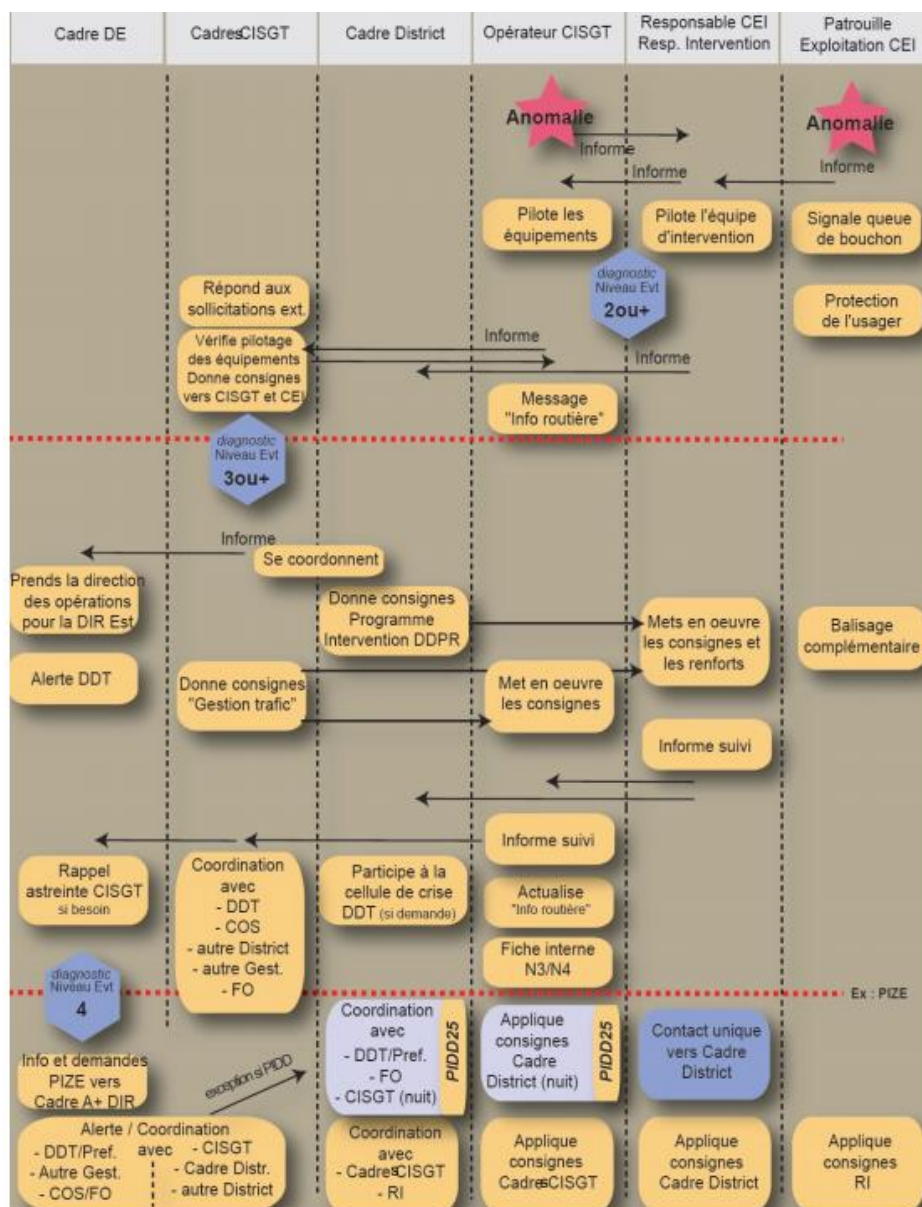 Cadre DE
CadresCISGT
Cadre District
Opérateur CISGT
Responsable CEI
Resp. Intervention
Patrouille
Exploitation CEI
Anomalie
Anomalie
Informe
Informe
Informe
Pilote les
équipements
Pilote l'équipe
d'intervention
Signale queue
de bouchon
diagnostic
Niveau Evt
2ou+
Répond aux
sollicitations ext.
Protection
de l'usager
Vérifie pilotage
des équipements
Donne consignes
vers CISGT et CEI
Informe
Informe
Message
"Info routière"
diagnostic
Niveau Evt
3ou+
Informe
Se coordonnent
Prends la direction
des opérations
pour la DIR Est
Donne consignes
Programme
Intervention DDPR
Mets en oeuvre
les consignes et
les renforts
Balisage
complémentaire
Alerte DDT
Donne consignes
"Gestion trafic"
Met en oeuvre
les consignes
Informe suivi
Informe suivi
Rappel
astreinte CISGT
si besoin
Coordination
avec
- DDT
- COS
- autre District
- autre Gest.
- FO
Participe à la
cellule de crise
DDT (si demande)
Actualise
"Info routière"
Fiche interne
N3/N4
diagnostic
Niveau Evt
4
Ex : PIZE
Info et demandes
PIZE vers
Cadre A+ DIR
exception si PIDD
Coordination
avec
- DDT/Pref.
- FO
- CISGT (nuit)
PIDD25
Applique
consignes
Cadre
District (nuit)
PIDD25
Contact unique
vers Cadre
District
Alerte / Coordination
avec
- DDT/Pref.
- Autre Gest.
- COS/FO
- CISGT
- Cadre Distr.
- autre District
Coordination
avec
- CadresCISGT
- RI
Applique
consignes
CadresCISGT
Applique
consignes
Cadre District
Applique
consignes
RI